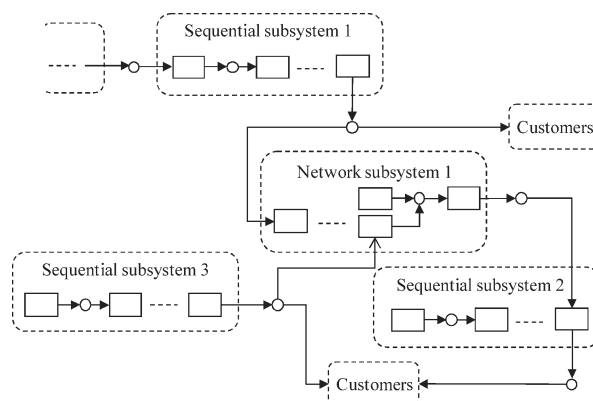 Sequential subsystem 1
Customers
Network subsystem 1
Sequential subsystem 3
Sequential subsystem 2
Customers